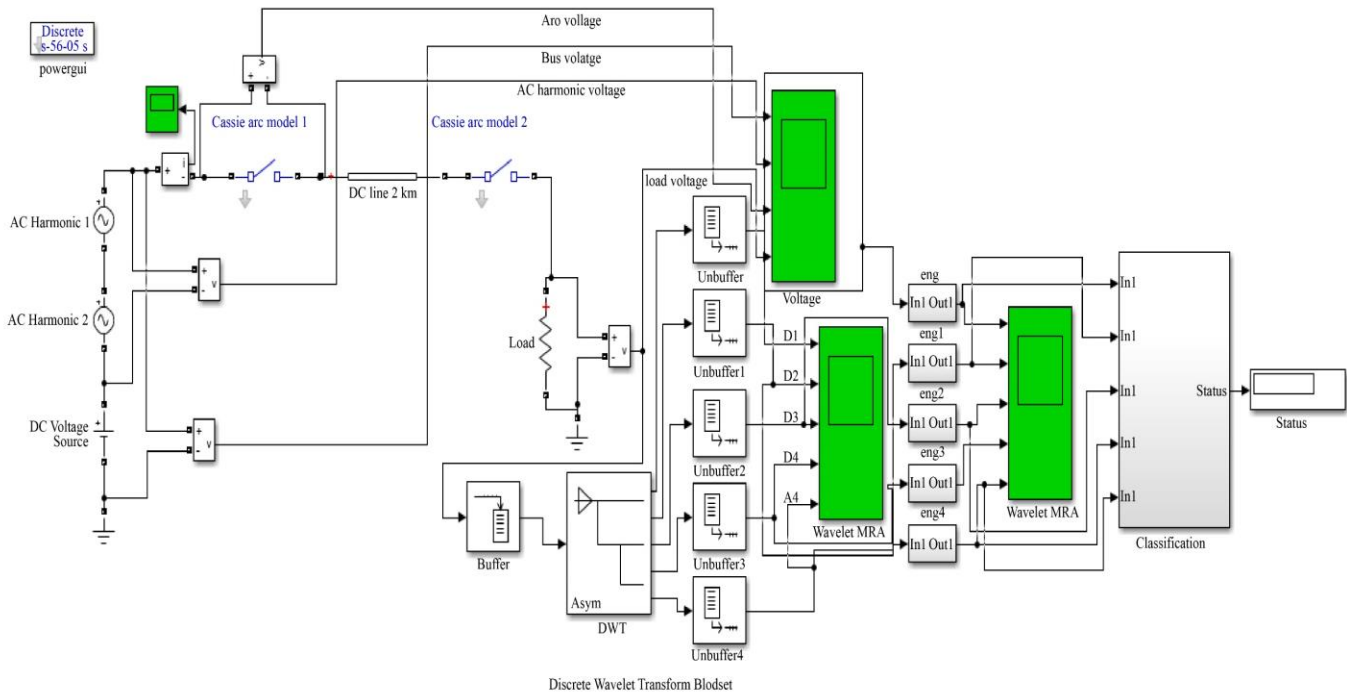 Discrete
s-56-05 s
powergui
Aro vollage
Bus volatge
AC harmonic voltage
Cassie arc model 1
Cassie arc model 2
v
+ -
+ i
-
DC line 2 km
load voltage
AC Harmonic 1
AC Harmonic 2
DC Voltage
Source
+
- v
+
- v
Load
+
- v
Unbuffer
Unbuffer1
Unbuffer2
Unbuffer3
Unbuffer4
Voltage
D1
D2
D3
D4
A4
Wavelet MRA
eng
In1 Out1
eng1
In1 Out1
eng2
In1 Out1
eng3
In1 Out1
eng4
In1 Out1
Wavelet MRA
In1
In1
In1
In1
In1
Status
Classification
Status
Buffer
Asym
DWT
Discrete Wavelet Transform Blodset